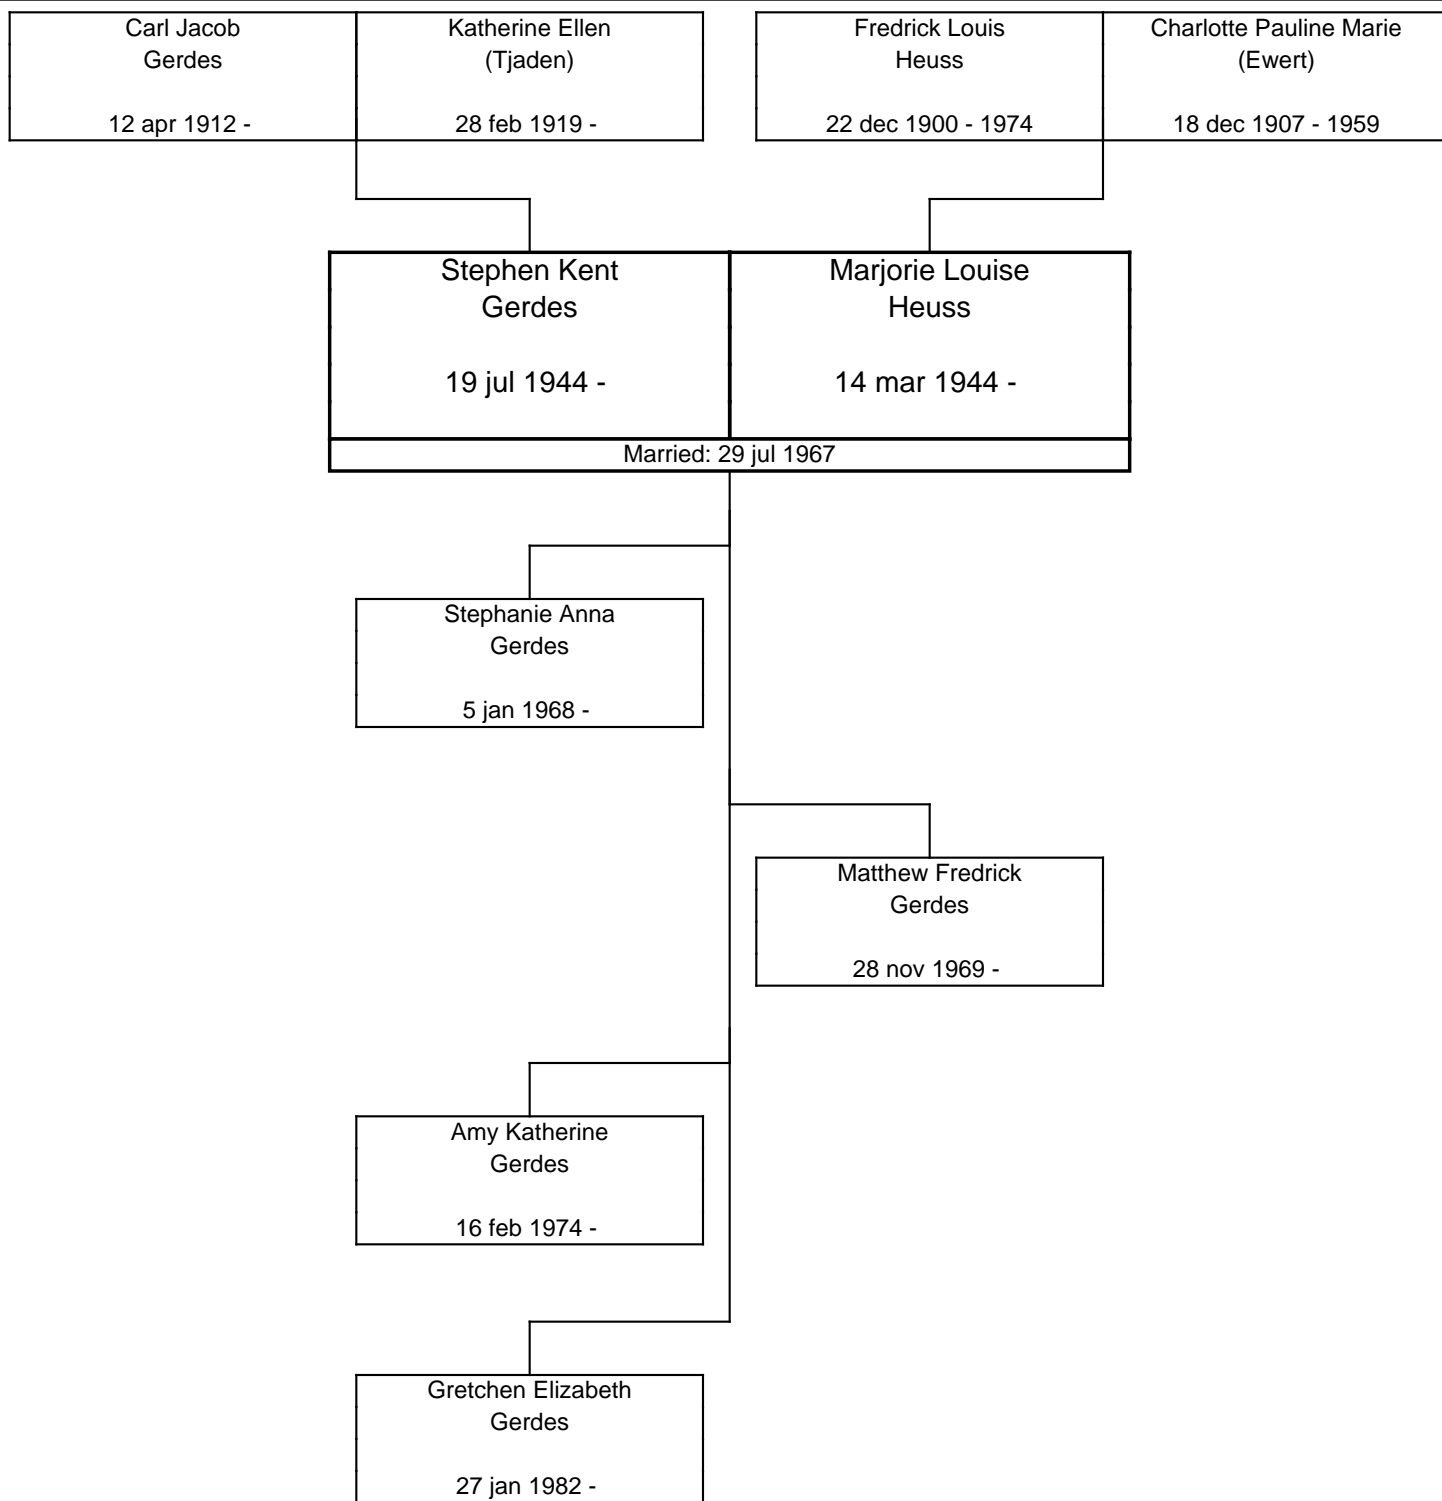 Carl Jacob
Gerdes
12 apr 1912 -
Katherine Ellen
(Tjaden)
28 feb 1919 -
Fredrick Louis
Heuss
22 dec 1900 - 1974
Charlotte Pauline Marie
(Ewert)
18 dec 1907 - 1959
Stephen Kent
Gerdes
19 jul 1944 -
Marjorie Louise
Heuss
14 mar 1944 -
Married: 29 jul 1967
Stephanie Anna
Gerdes
5 jan 1968 -
Matthew Fredrick
Gerdes
28 nov 1969 -
Amy Katherine
Gerdes
16 feb 1974 -
Gretchen Elizabeth
Gerdes
27 jan 1982 -